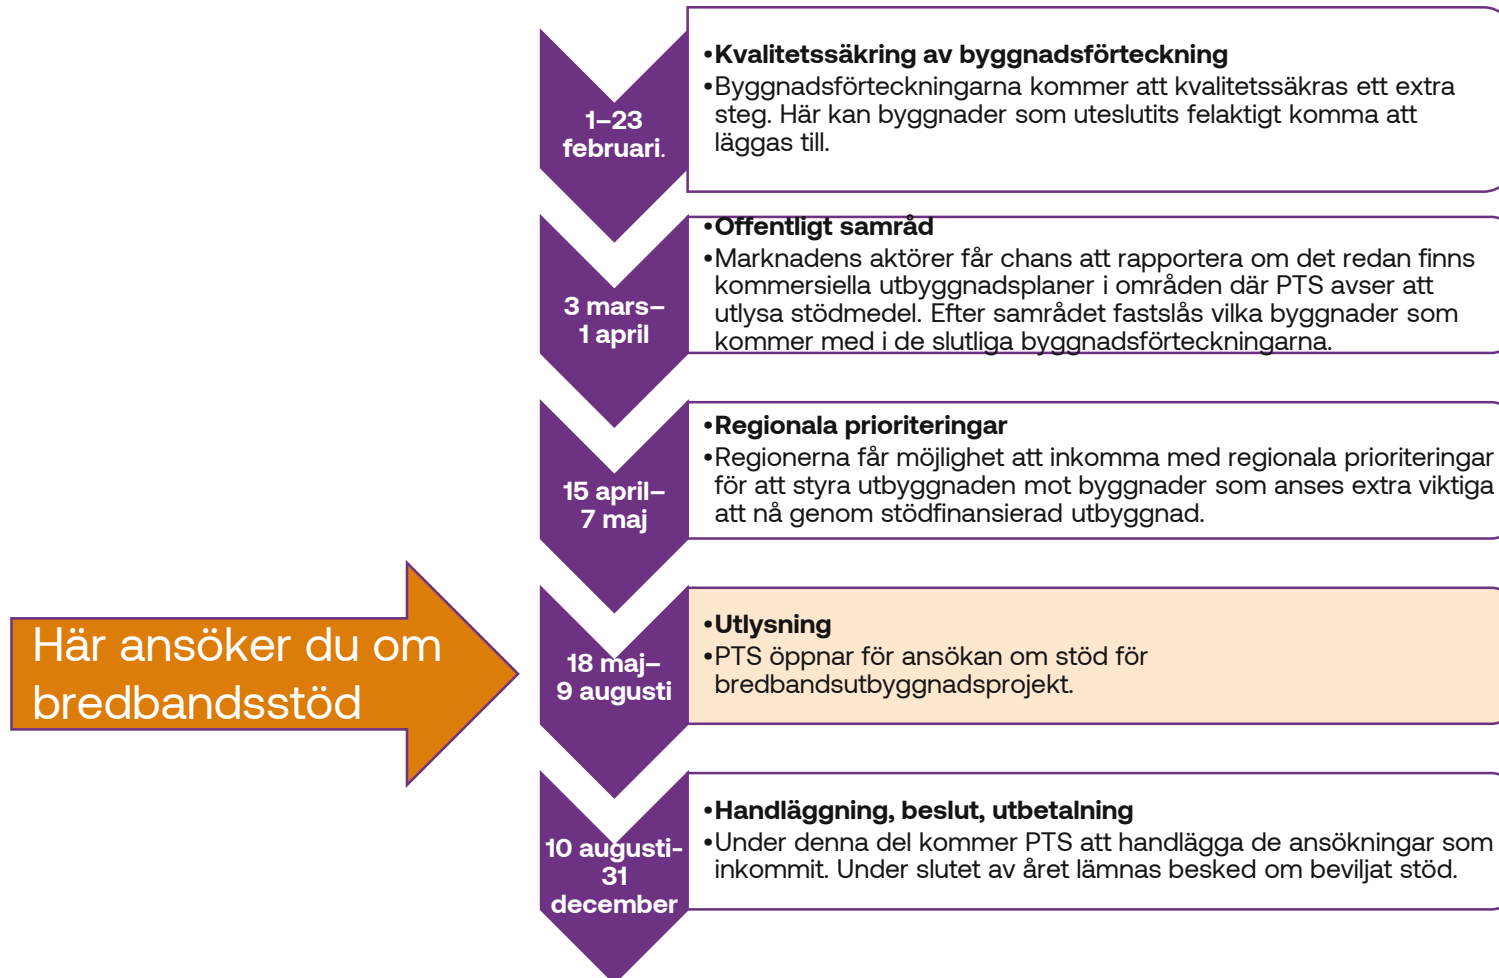 1–23
februari.
•Kvalitetssäkring av byggnadsförteckning
•Byggnadsförteckningarna kommer att kvalitetssäkras ett extra
steg. Här kan byggnader som uteslutits felaktigt komma att
läggas till.
3 mars–
1 april
•Offentligt samråd
•Marknadens aktörer får chans att rapportera om det redan finns
kommersiella utbyggnadsplaner i områden där PTS avser att
utlysa stödmedel. Efter samrådet fastslås vilka byggnader som
kommer med i de slutliga byggnadsförteckningarna.
15 april–
7 maj
•Regionala prioriteringar
•Regionerna får möjlighet att inkomma med regionala prioriteringar
för att styra utbyggnaden mot byggnader som anses extra viktiga
att nå genom stödfinansierad utbyggnad.
Här ansöker du om
bredbandsstöd
18 maj–
9 augusti
•Utlysning
•PTS öppnar för ansökan om stöd för
bredbandsutbyggnadsprojekt.
10 augusti-
31
december
•Handläggning, beslut, utbetalning
•Under denna del kommer PTS att handlägga de ansökningar som
inkommit. Under slutet av året lämnas besked om beviljat stöd.